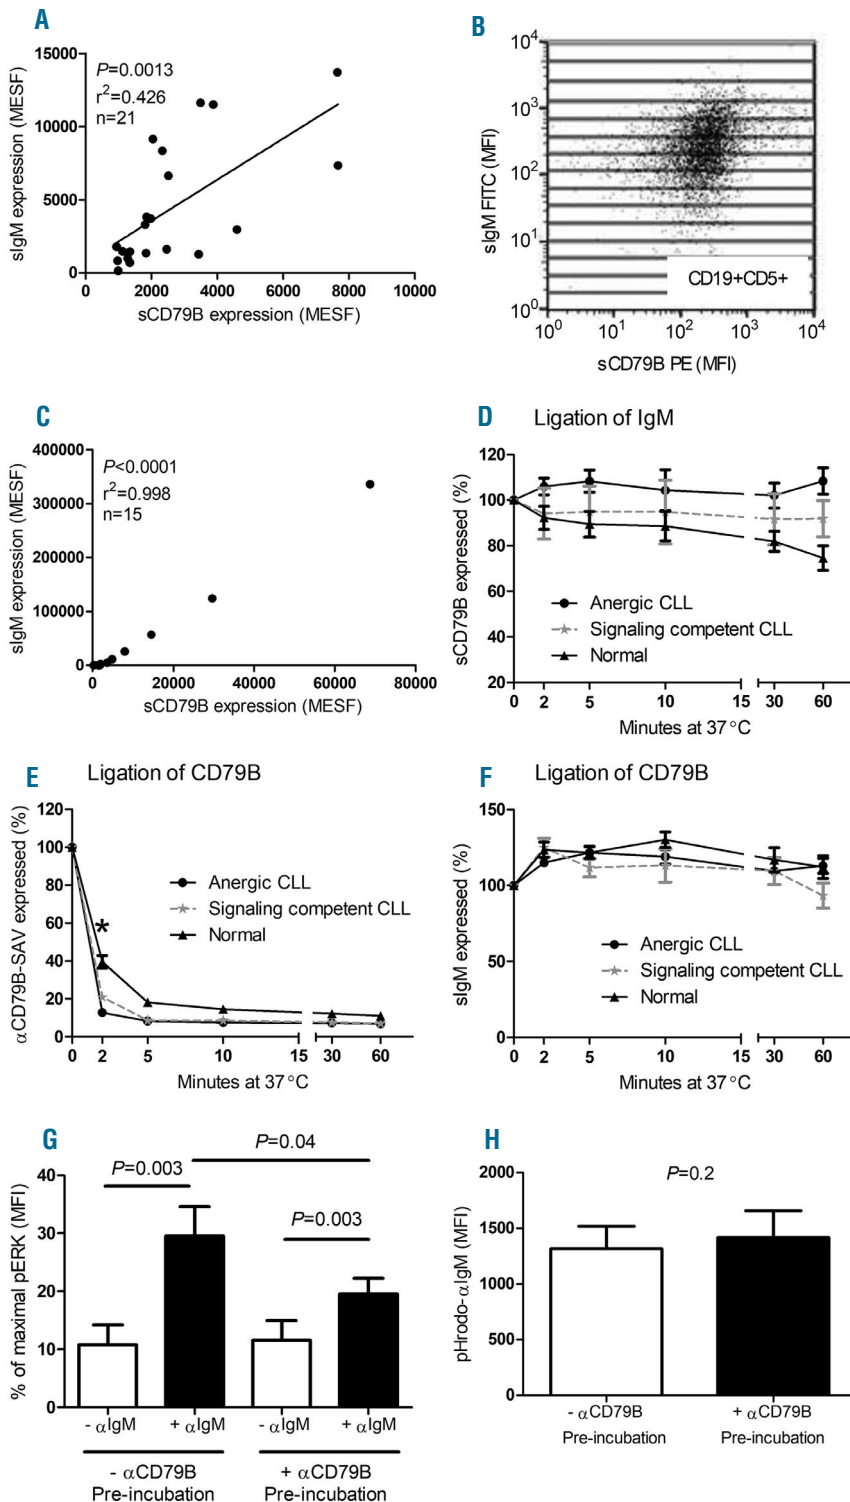 A
P=0.0013
r²=0.426
n=21
15000
10000
5000
0
0 2000 4000 6000 8000 10000
sIgM expression (MESF)
sCD79B expression (MESF)
B
10⁴
10³
10²
10¹
10⁰
10⁰ 10¹ 10² 10³ 10⁴
sIgM FITC (MFI)
CD19+CD5+
sCD79B PE (MFI)
C
P<0.0001
r²=0.998
n=15
400000
300000
200000
100000
0
0 20000 40000 60000 80000
sIgM expression (MESF)
sCD79B expression (MESF)
D Ligation of IgM
120
100
80
60
40
20
sCD79B expressed (%)
Anergic CLL
Signaling competent CLL
Normal
0 2 5 10 15 30 60
Minutes at 37°C
E Ligation of CD79B
120
100
80
60
40
20
0
αCD79B-SAV expressed (%)
Anergic CLL
Signaling competent CLL
Normal
*
0 2 5 10 15 30 60
Minutes at 37°C
F Ligation of CD79B
150
100
50
0
sIgM expressed (%)
Anergic CLL
Signaling competent CLL
Normal
0 2 5 10 15 30 60
Minutes at 37°C
G
P=0.04
P=0.003
P=0.003
40
30
20
10
0
% of maximal pERK (MFI)
- αIgM + αIgM - αIgM + αIgM
- αCD79B + αCD79B
Pre-incubation Pre-incubation
H
P=0.2
2000
1500
1000
500
0
pHrodo-αIgM (MFI)
- αCD79B + αCD79B
Pre-incubation Pre-incubation